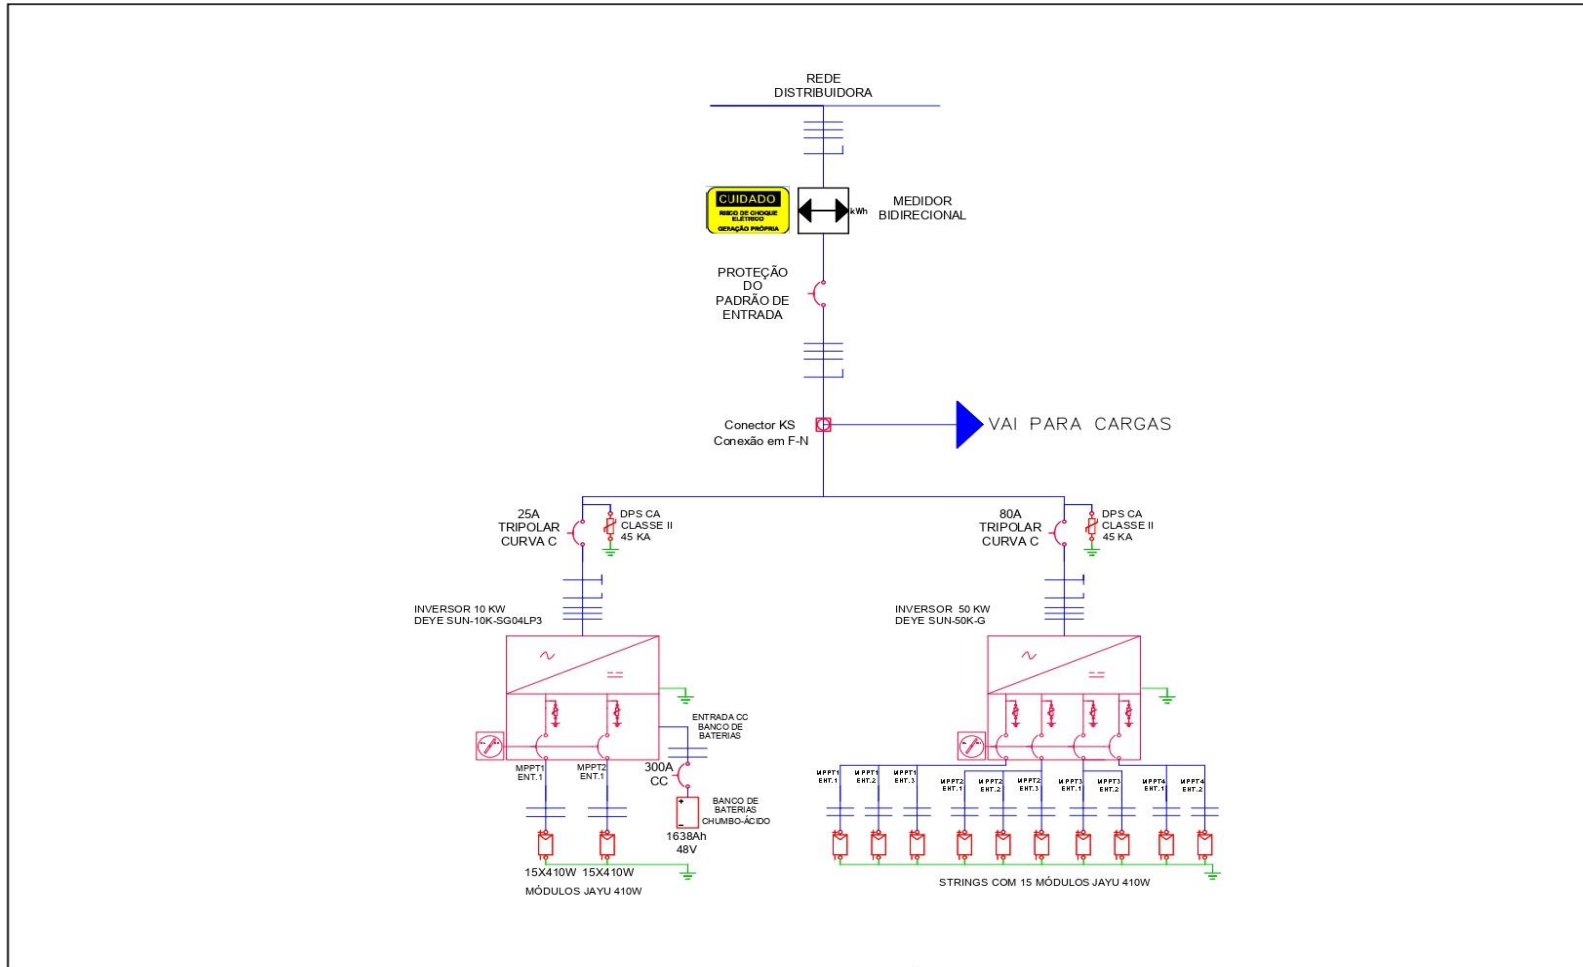 REDE
DISTRIBUIDORA
CUIDADO
RISCO DE CHOQUE
ELÉTRICO
GERAÇÃO PRÓPRIA
kWh
MEDIDOR
BIDIRECIONAL
PROTEÇÃO
DO
PADRÃO DE
ENTRADA
Conector KS
Conexão em F-N
VAI PARA CARGAS
25A
TRIPOLAR
CURVA C
DPS CA
CLASSE II
45 KA
80A
TRIPOLAR
CURVA C
DPS CA
CLASSE II
45 KA
INVERSOR 10 KW
DEYE SUN-10K-SG04LP3
INVERSOR 50 KW
DEYE SUN-50K-G
ENTRADA CC
BANCO DE
BATERIAS
MPPT1
ENT.1
MPPT2
ENT.1
300A
CC
+
−
BANCO DE
BATERIAS
CHUMBO-ÁCIDO
1638Ah
48V
15X410W
15X410W
MÓDULOS JAYU 410W
MPPT1
ENT.1
MPPT1
ENT.2
MPPT1
ENT.3
MPPT2
ENT.1
MPPT2
ENT.2
MPPT2
ENT.3
MPPT3
ENT.1
MPPT3
ENT.2
MPPT4
ENT.1
MPPT4
ENT.2
STRINGS COM 15 MÓDULOS JAYU 410W